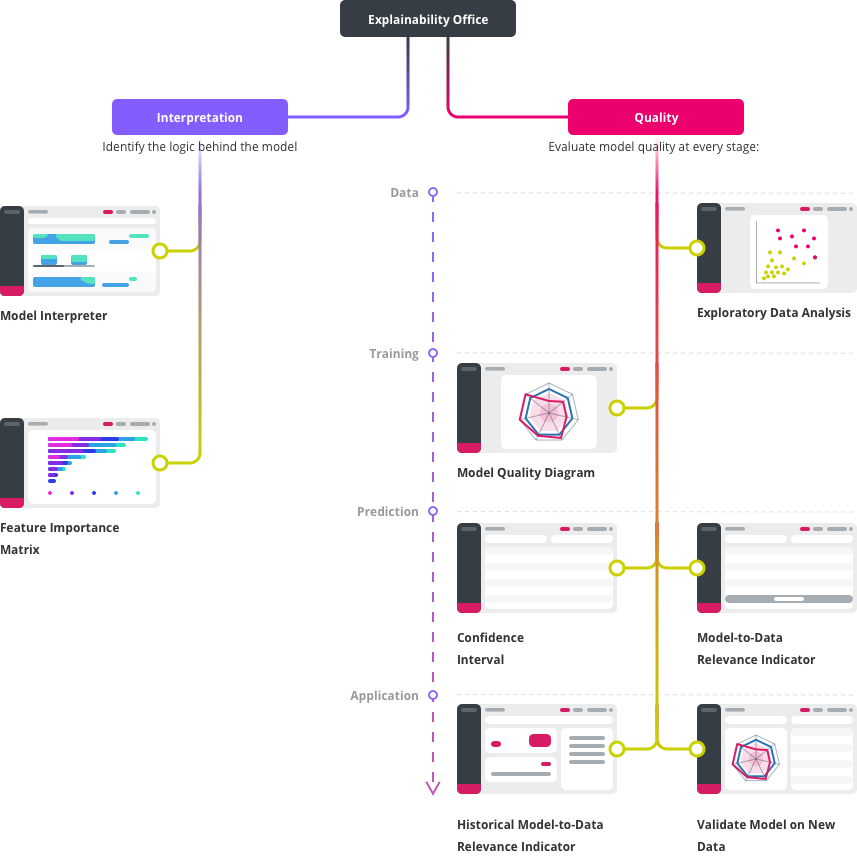 Explainability Office
Interpretation
Identify the logic behind the model
Model Interpreter
Feature Importance
Matrix
Quality
Evaluate model quality at every stage:
Data
Exploratory Data Analysis
Training
Model Quality Diagram
Prediction
Confidence
Interval
Model-to-Data
Relevance Indicator
Application
Historical Model-to-Data
Relevance Indicator
Validate Model on New
Data